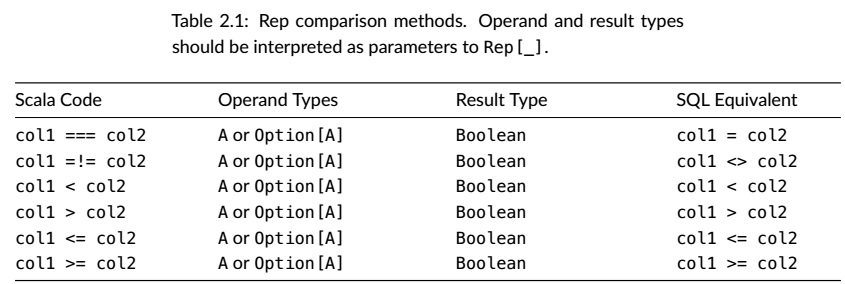 Table 2.1: Rep comparison methods. Operand and result types
should be interpreted as parameters to Rep[_].
Scala Code Operand Types Result Type SQL Equivalent
col1 === col2 A or Option[A] Boolean col1 = col2
col1 =!= col2 A or Option[A] Boolean col1 <> col2
col1 < col2 A or Option[A] Boolean col1 < col2
col1 > col2 A or Option[A] Boolean col1 > col2
col1 <= col2 A or Option[A] Boolean col1 <= col2
col1 >= col2 A or Option[A] Boolean col1 >= col2